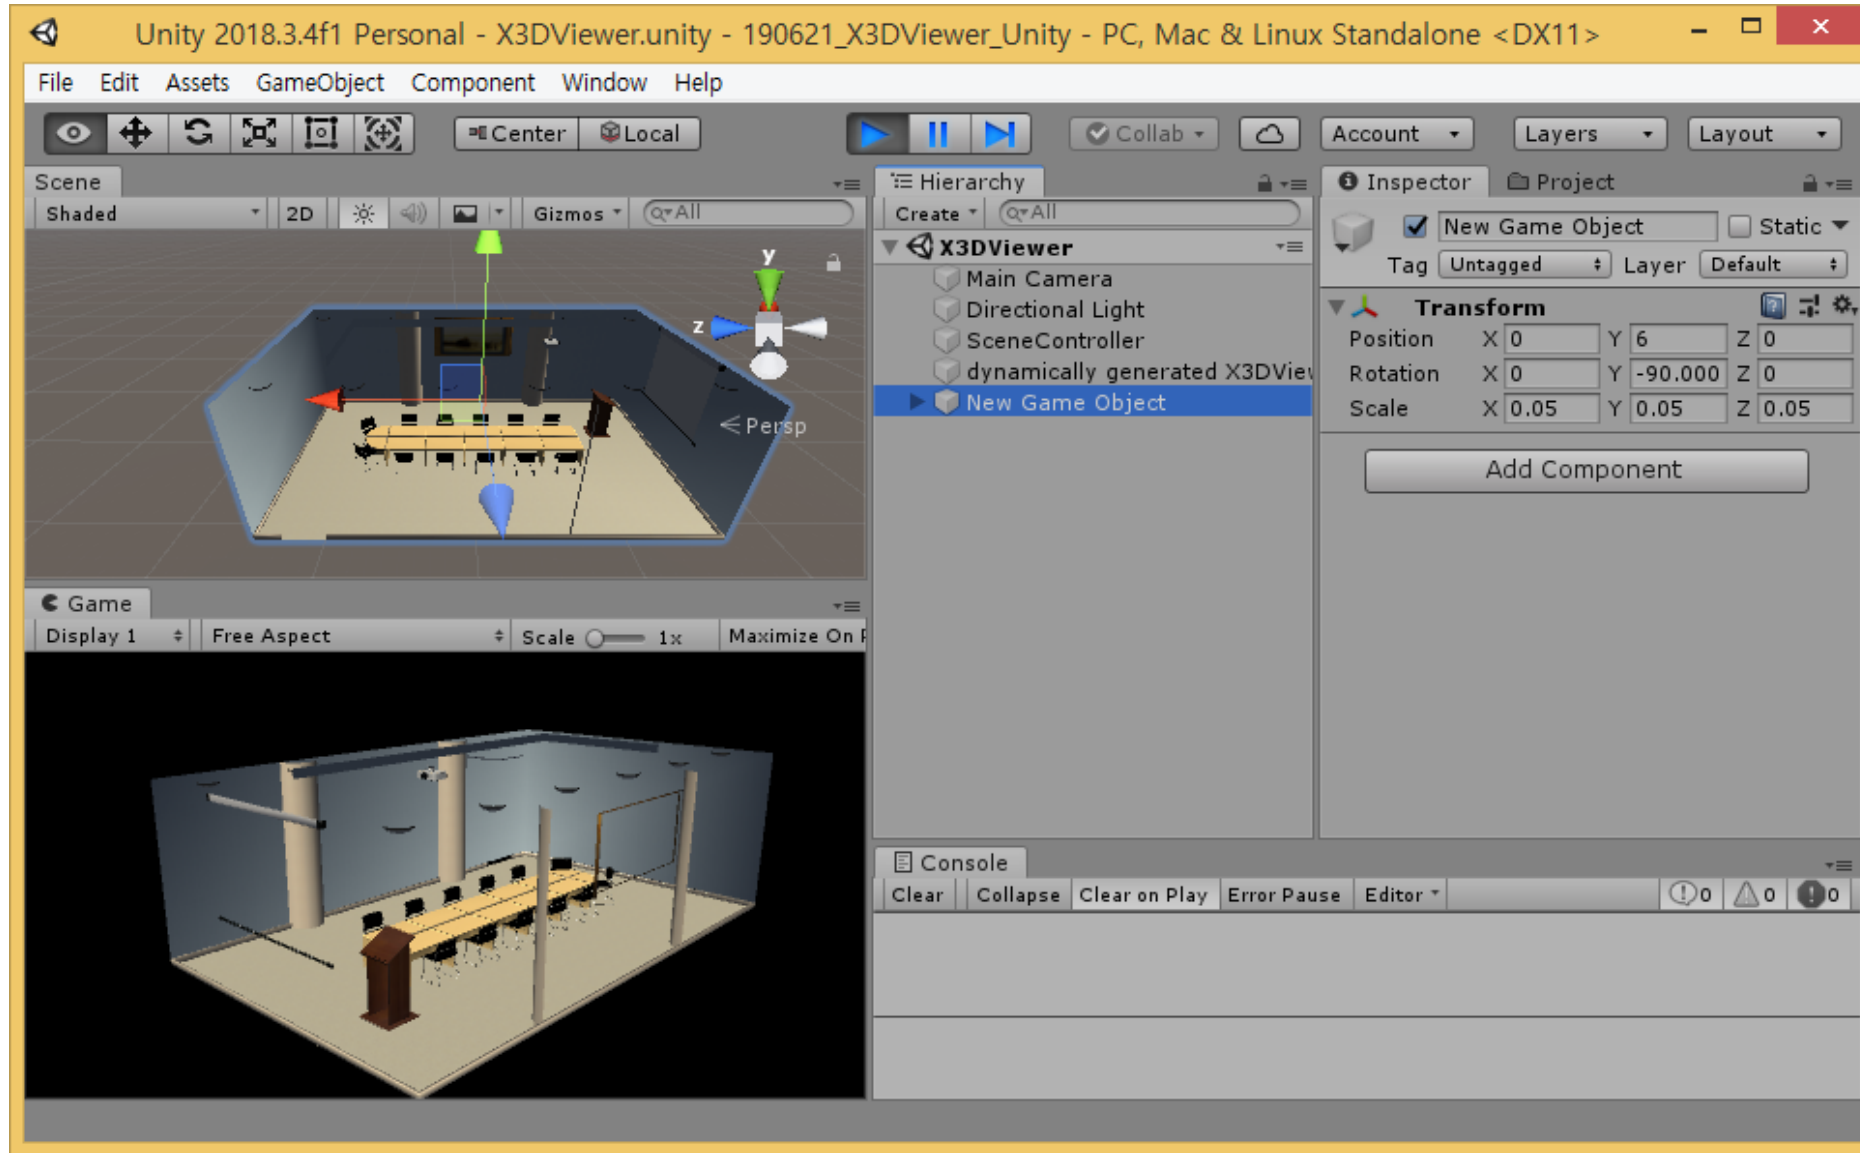 Unity 2018.3.4f1 Personal - X3DViewer.unity - 190621_X3DViewer_Unity - PC, Mac & Linux Standalone <DX11>
File Edit Assets GameObject Component Window Help
Center Local Collab Account Layers Layout
Scene
Shaded 2D Gizmos All
y
z
Persp
Game
Display 1 Free Aspect Scale 1x Maximize On
Hierarchy
Create All
X3DViewer
Main Camera
Directional Light
SceneController
dynamically generated X3DView
New Game Object
Inspector Project
New Game Object Static
Tag Untagged Layer Default
Transform
Position X 0 Y 6 Z 0
Rotation X 0 Y -90.000 Z 0
Scale X 0.05 Y 0.05 Z 0.05
Add Component
Console
Clear Collapse Clear on Play Error Pause Editor 0 0 0